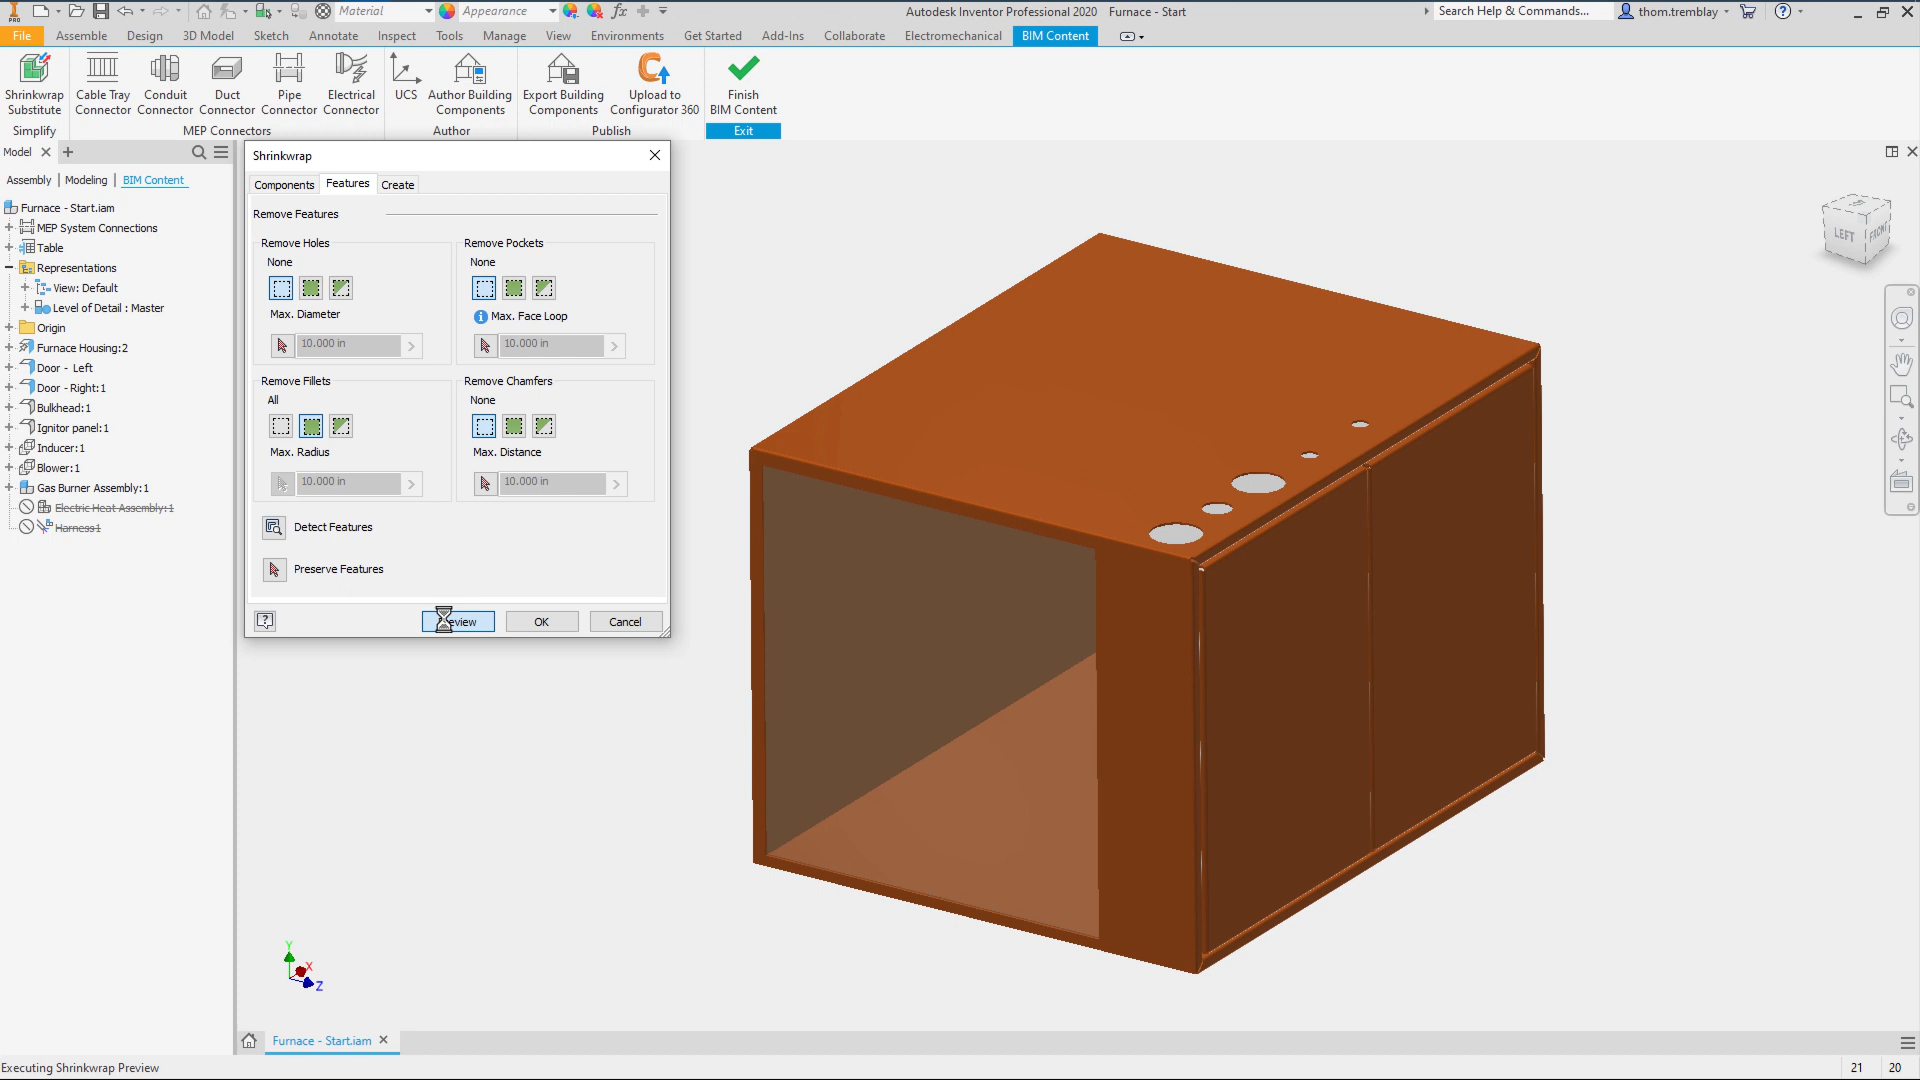 Material
Appearance
Autodesk Inventor Professional 2020 Furnace - Start
Search Help & Commands...
thom.tremblay
PRO
File Assemble Design 3D Model Sketch Annotate Inspect Tools Manage View Environments Get Started Add-Ins Collaborate Electromechanical BIM Content
Shrinkwrap Substitute
Cable Tray Connector
Conduit Connector
Duct Connector
Pipe Connector
Electrical Connector
UCS
Author Building Components
Export Building Components
Upload to Configurator 360
Finish BIM Content
Simplify MEP Connectors Author Publish Exit
Model
Assembly | Modeling | BIM Content
Furnace - Start.iam
MEP System Connections
Table
Representations
View: Default
Level of Detail : Master
Origin
Furnace Housing:2
Door - Left
Door - Right:1
Bulkhead:1
Ignitor panel:1
Inducer:1
Blower:1
Gas Burner Assembly:1
Electric Heat Assembly:1
Harness1
Shrinkwrap
Components Features Create
Remove Features
Remove Holes
None
Max. Diameter
10.000 in
Remove Pockets
None
Max. Face Loop
10.000 in
Remove Fillets
All
Max. Radius
10.000 in
Remove Chamfers
None
Max. Distance
10.000 in
Detect Features
Preserve Features
OK
Cancel
LEFT
FRONT
Y
X
Z
Furnace - Start.iam
Executing Shrinkwrap Preview
21 20